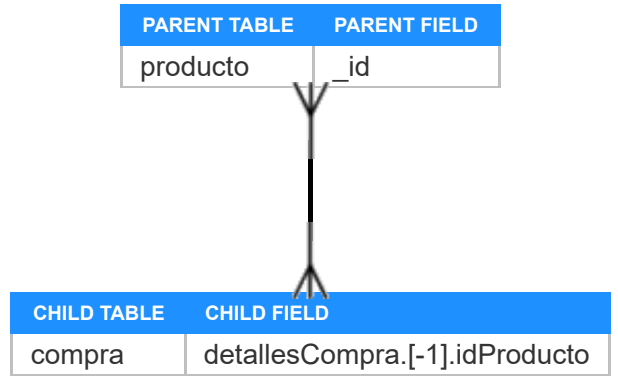 PARENT TABLE PARENT FIELD
producto _id
CHILD TABLE CHILD FIELD
compra detallesCompra.[-1].idProducto